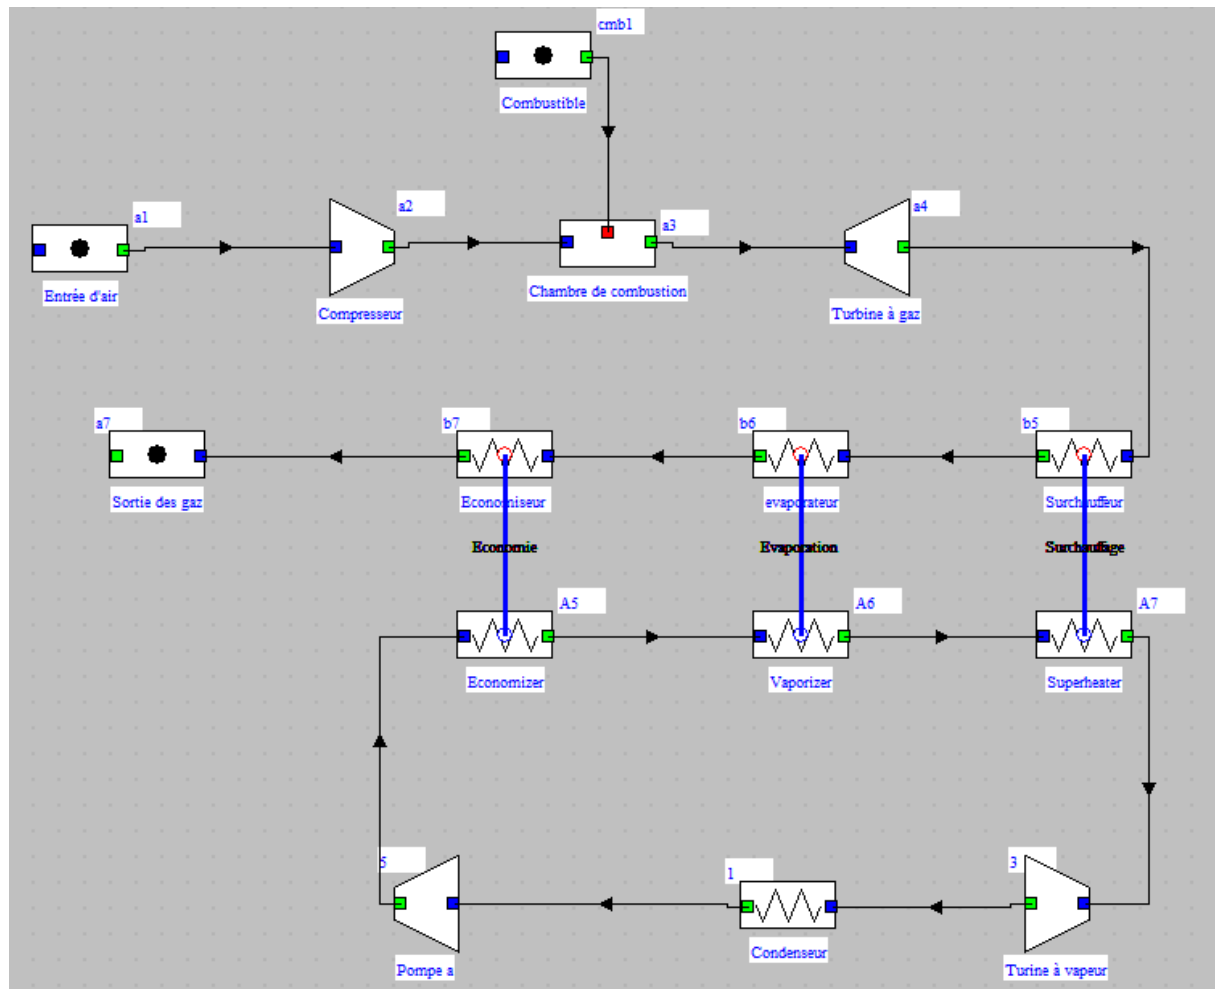 cmb1
Combustible
a1
a2
a3
a4
Entrée d'air
Compresseur
Chambre de combustion
Turbine à gaz
a7
b7
b6
b5
Sortie des gaz
Economiseur
evaporateur
Surchauffeur
Economie
Evaporation
Surchauffage
A5
A6
A7
Economizer
Vaporizer
Superheater
5
1
3
Pompe a
Condenseur
Turine à vapeur